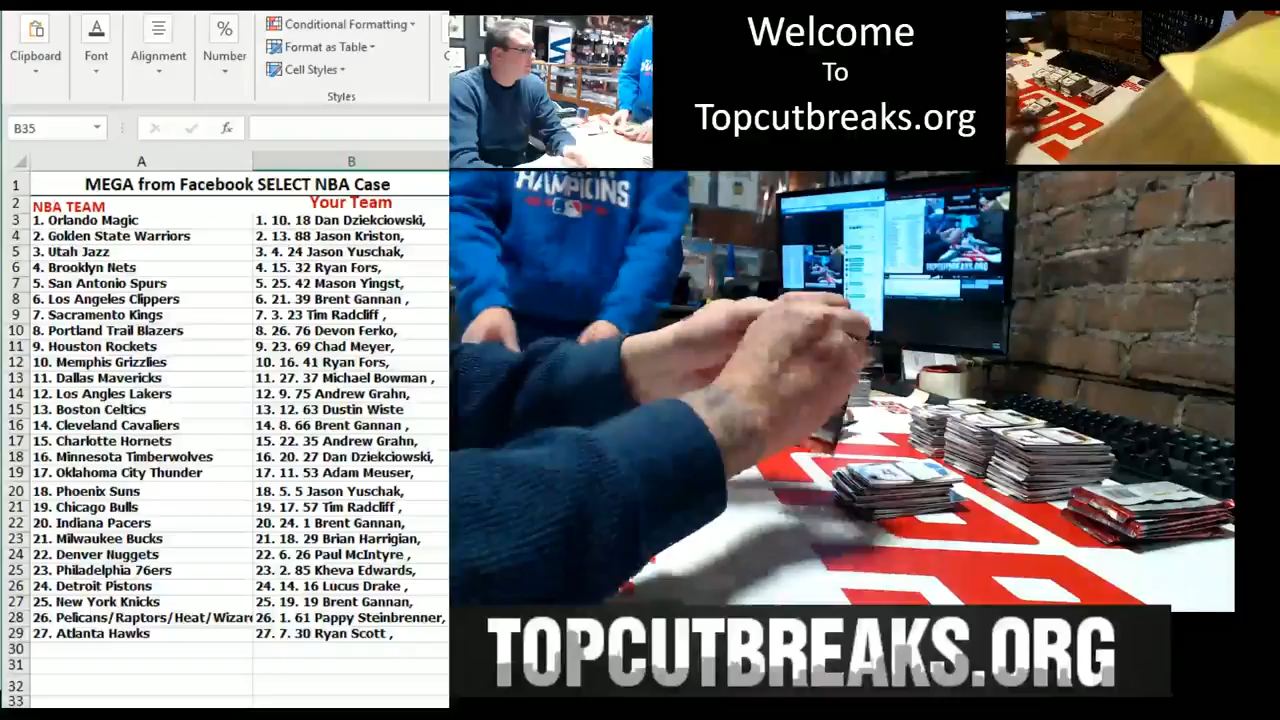 Clipboard
Font
Alignment
Number
Conditional Formatting
Format as Table
Cell Styles
Styles
B35
fx
A B
1 MEGA from Facebook SELECT NBA Case
2 NBA TEAM Your Team
3 1. Orlando Magic 1. 10. 18 Dan Dziekciowski,
4 2. Golden State Warriors 2. 13. 88 Jason Kriston,
5 3. Utah Jazz 3. 4. 24 Jason Yuschak,
6 4. Brooklyn Nets 4. 15. 32 Ryan Fors,
7 5. San Antonio Spurs 5. 25. 42 Mason Yingst,
8 6. Los Angeles Clippers 6. 21. 39 Brent Gannan ,
9 7. Sacramento Kings 7. 3. 23 Tim Radcliff ,
10 8. Portland Trail Blazers 8. 26. 76 Devon Ferko,
11 9. Houston Rockets 9. 23. 69 Chad Meyer,
12 10. Memphis Grizzlies 10. 16. 41 Ryan Fors,
13 11. Dallas Mavericks 11. 27. 37 Michael Bowman ,
14 12. Los Angles Lakers 12. 9. 75 Andrew Grahn,
15 13. Boston Celtics 13. 12. 63 Dustin Wiste
16 14. Cleveland Cavaliers 14. 8. 66 Brent Gannan ,
17 15. Charlotte Hornets 15. 22. 35 Andrew Grahn,
18 16. Minnesota Timberwolves 16. 20. 27 Dan Dziekciowski,
19 17. Oklahoma City Thunder 17. 11. 53 Adam Meuser,
20 18. Phoenix Suns 18. 5. 5 Jason Yuschak,
21 19. Chicago Bulls 19. 17. 57 Tim Radcliff ,
22 20. Indiana Pacers 20. 24. 1 Brent Gannan,
23 21. Milwaukee Bucks 21. 18. 29 Brian Harrigian,
24 22. Denver Nuggets 22. 6. 26 Paul McIntyre ,
25 23. Philadelphia 76ers 23. 2. 85 Kheva Edwards,
26 24. Detroit Pistons 24. 14. 16 Lucus Drake ,
27 25. New York Knicks 25. 19. 19 Brent Gannan,
28 26. Pelicans/Raptors/Heat/Wizar 26. 1. 61 Pappy Steinbrenner,
29 27. Atlanta Hawks 27. 7. 30 Ryan Scott ,
30
31
32
33
Welcome
To
Topcutbreaks.org
CHAMPIONS
TOPCUTBREAKS.ORG